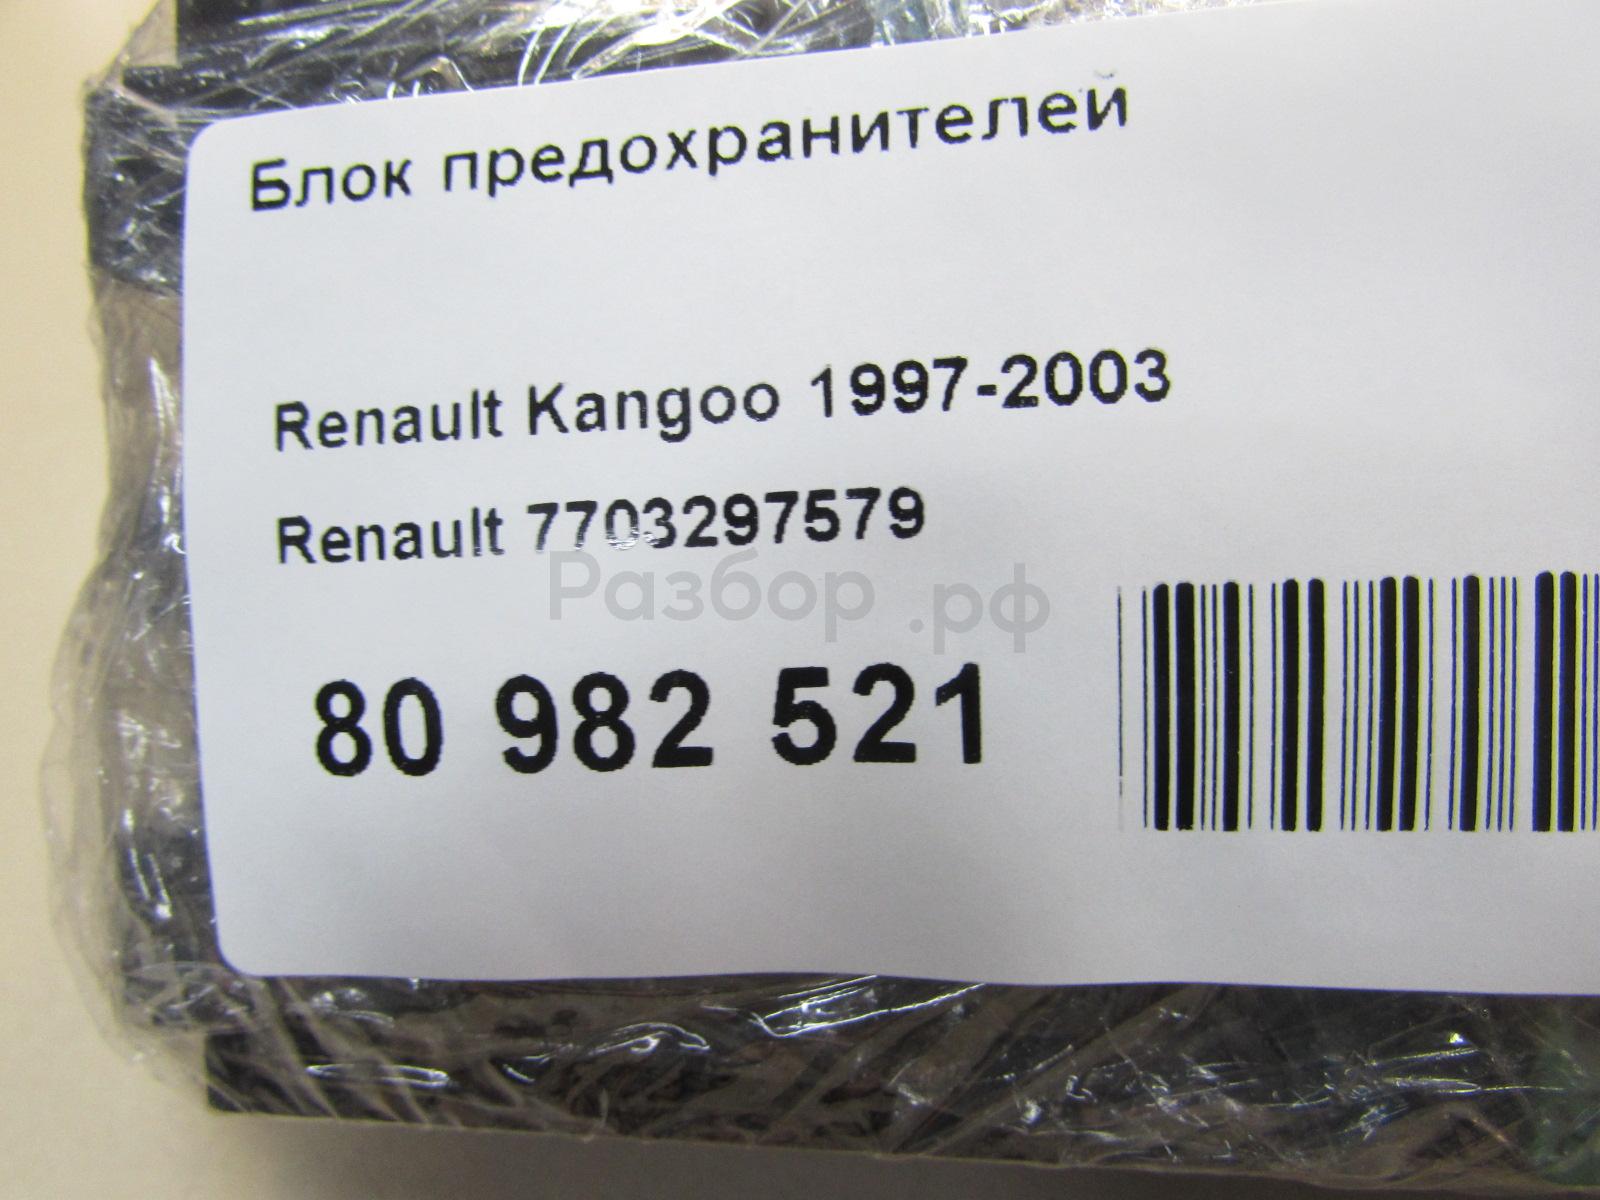 Блок предохранителей
Renault Kangoo 1997-2003
Renault 7703297579
Разбор.рф
80 982 521